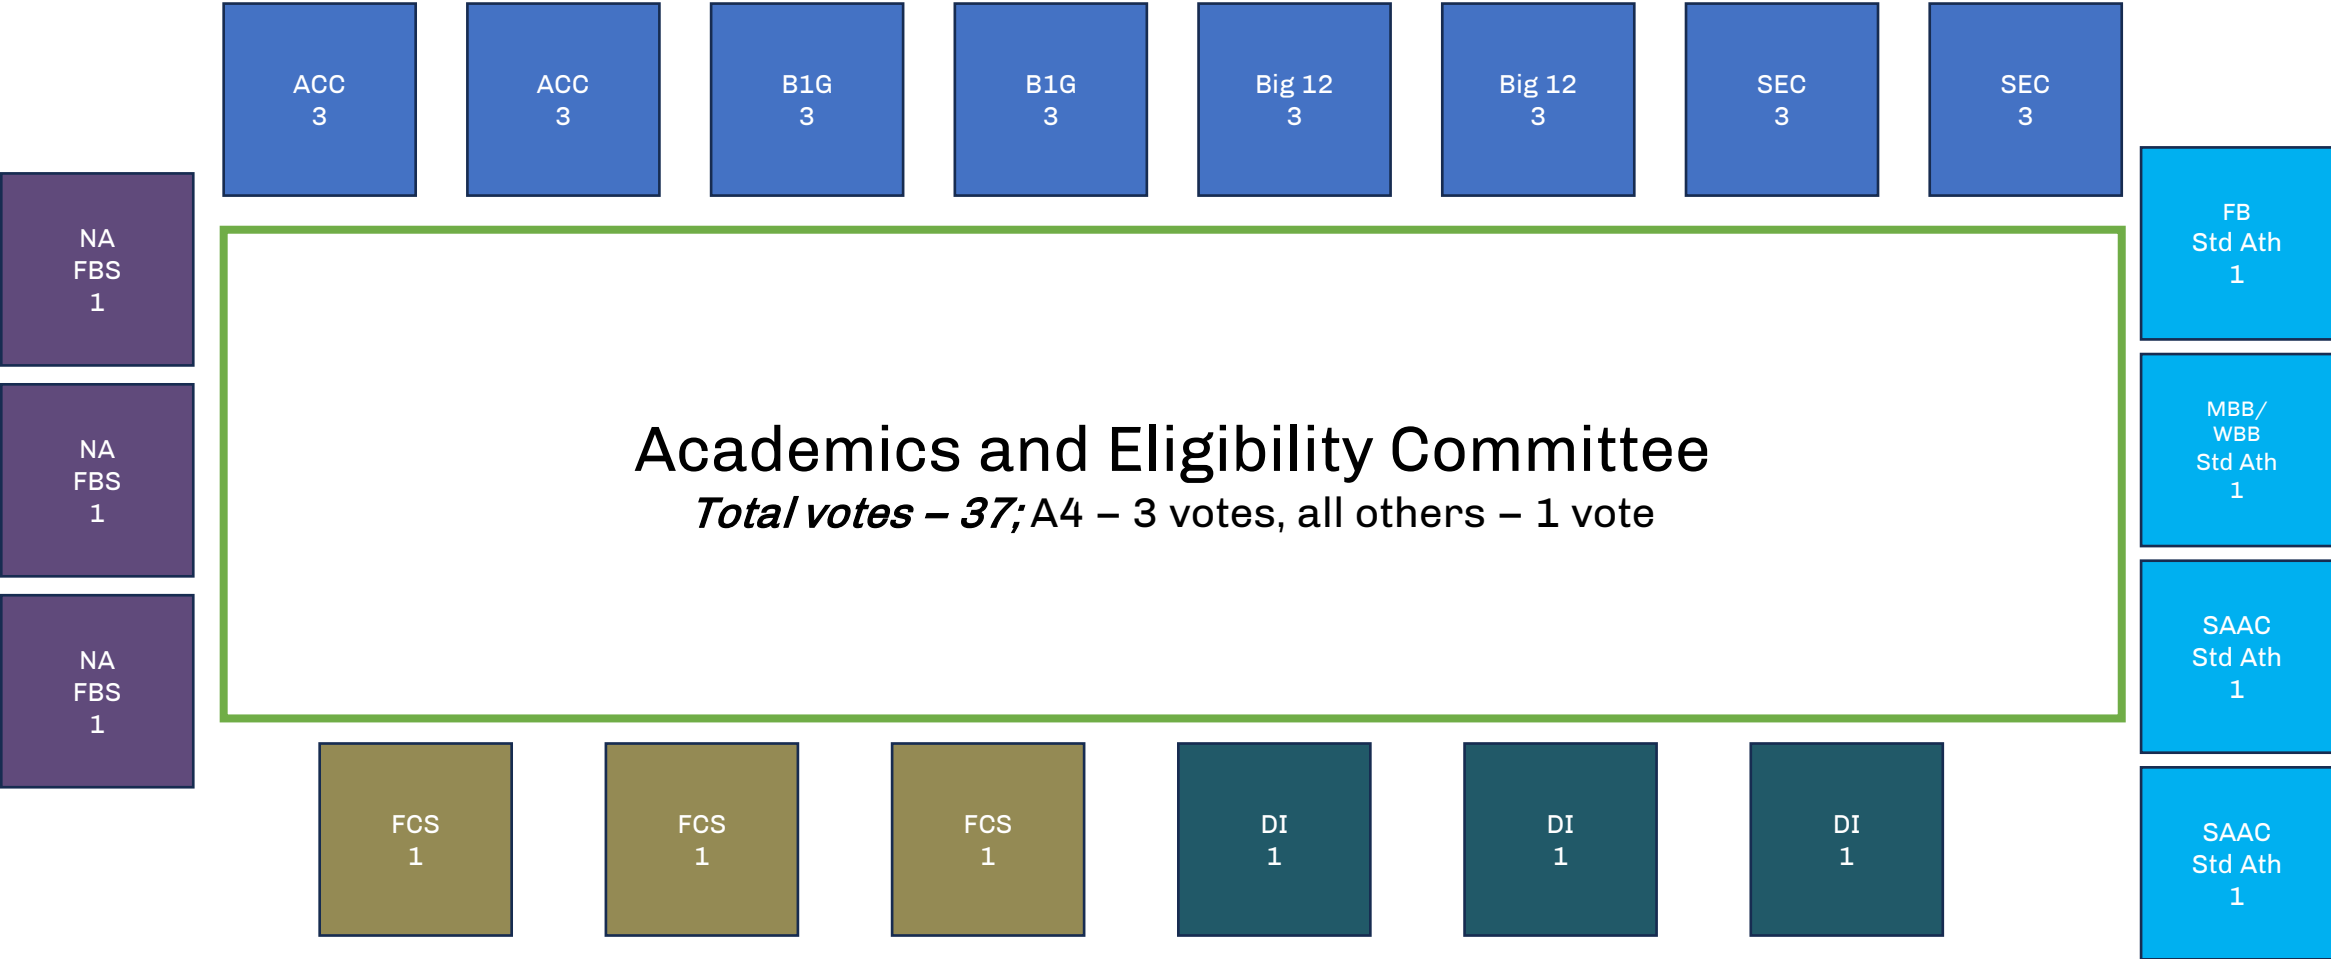 ACC
3
ACC
3
B1G
3
B1G
3
Big 12
3
Big 12
3
SEC
3
SEC
3
NA
FBS
1
NA
FBS
1
NA
FBS
1
Academics and Eligibility Committee
Total votes – 37; A4 – 3 votes, all others – 1 vote
FB
Std Ath
1
MBB/
WBB
Std Ath
1
SAAC
Std Ath
1
SAAC
Std Ath
1
FCS
1
FCS
1
FCS
1
DI
1
DI
1
DI
1